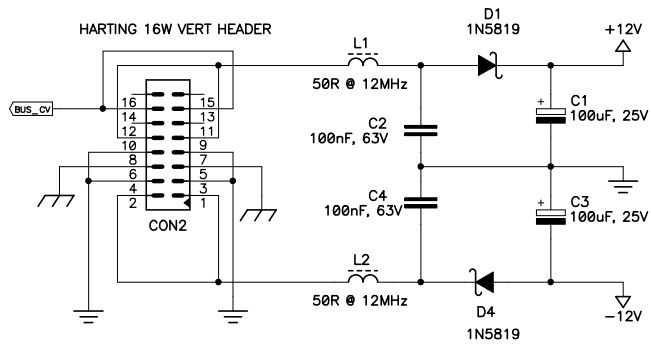 D1
1N5819
+12V
HARTING 16W VERT HEADER
L1
50R @ 12MHz
BUS_CV
16 15
14 13
12 11
10 9
8 7
6 5
4 3
2 1
CON2
C2
100nF, 63V
+
C1
100uF, 25V
C4
100nF, 63V
+
C3
100uF, 25V
L2
50R @ 12MHz
D4
1N5819
-12V